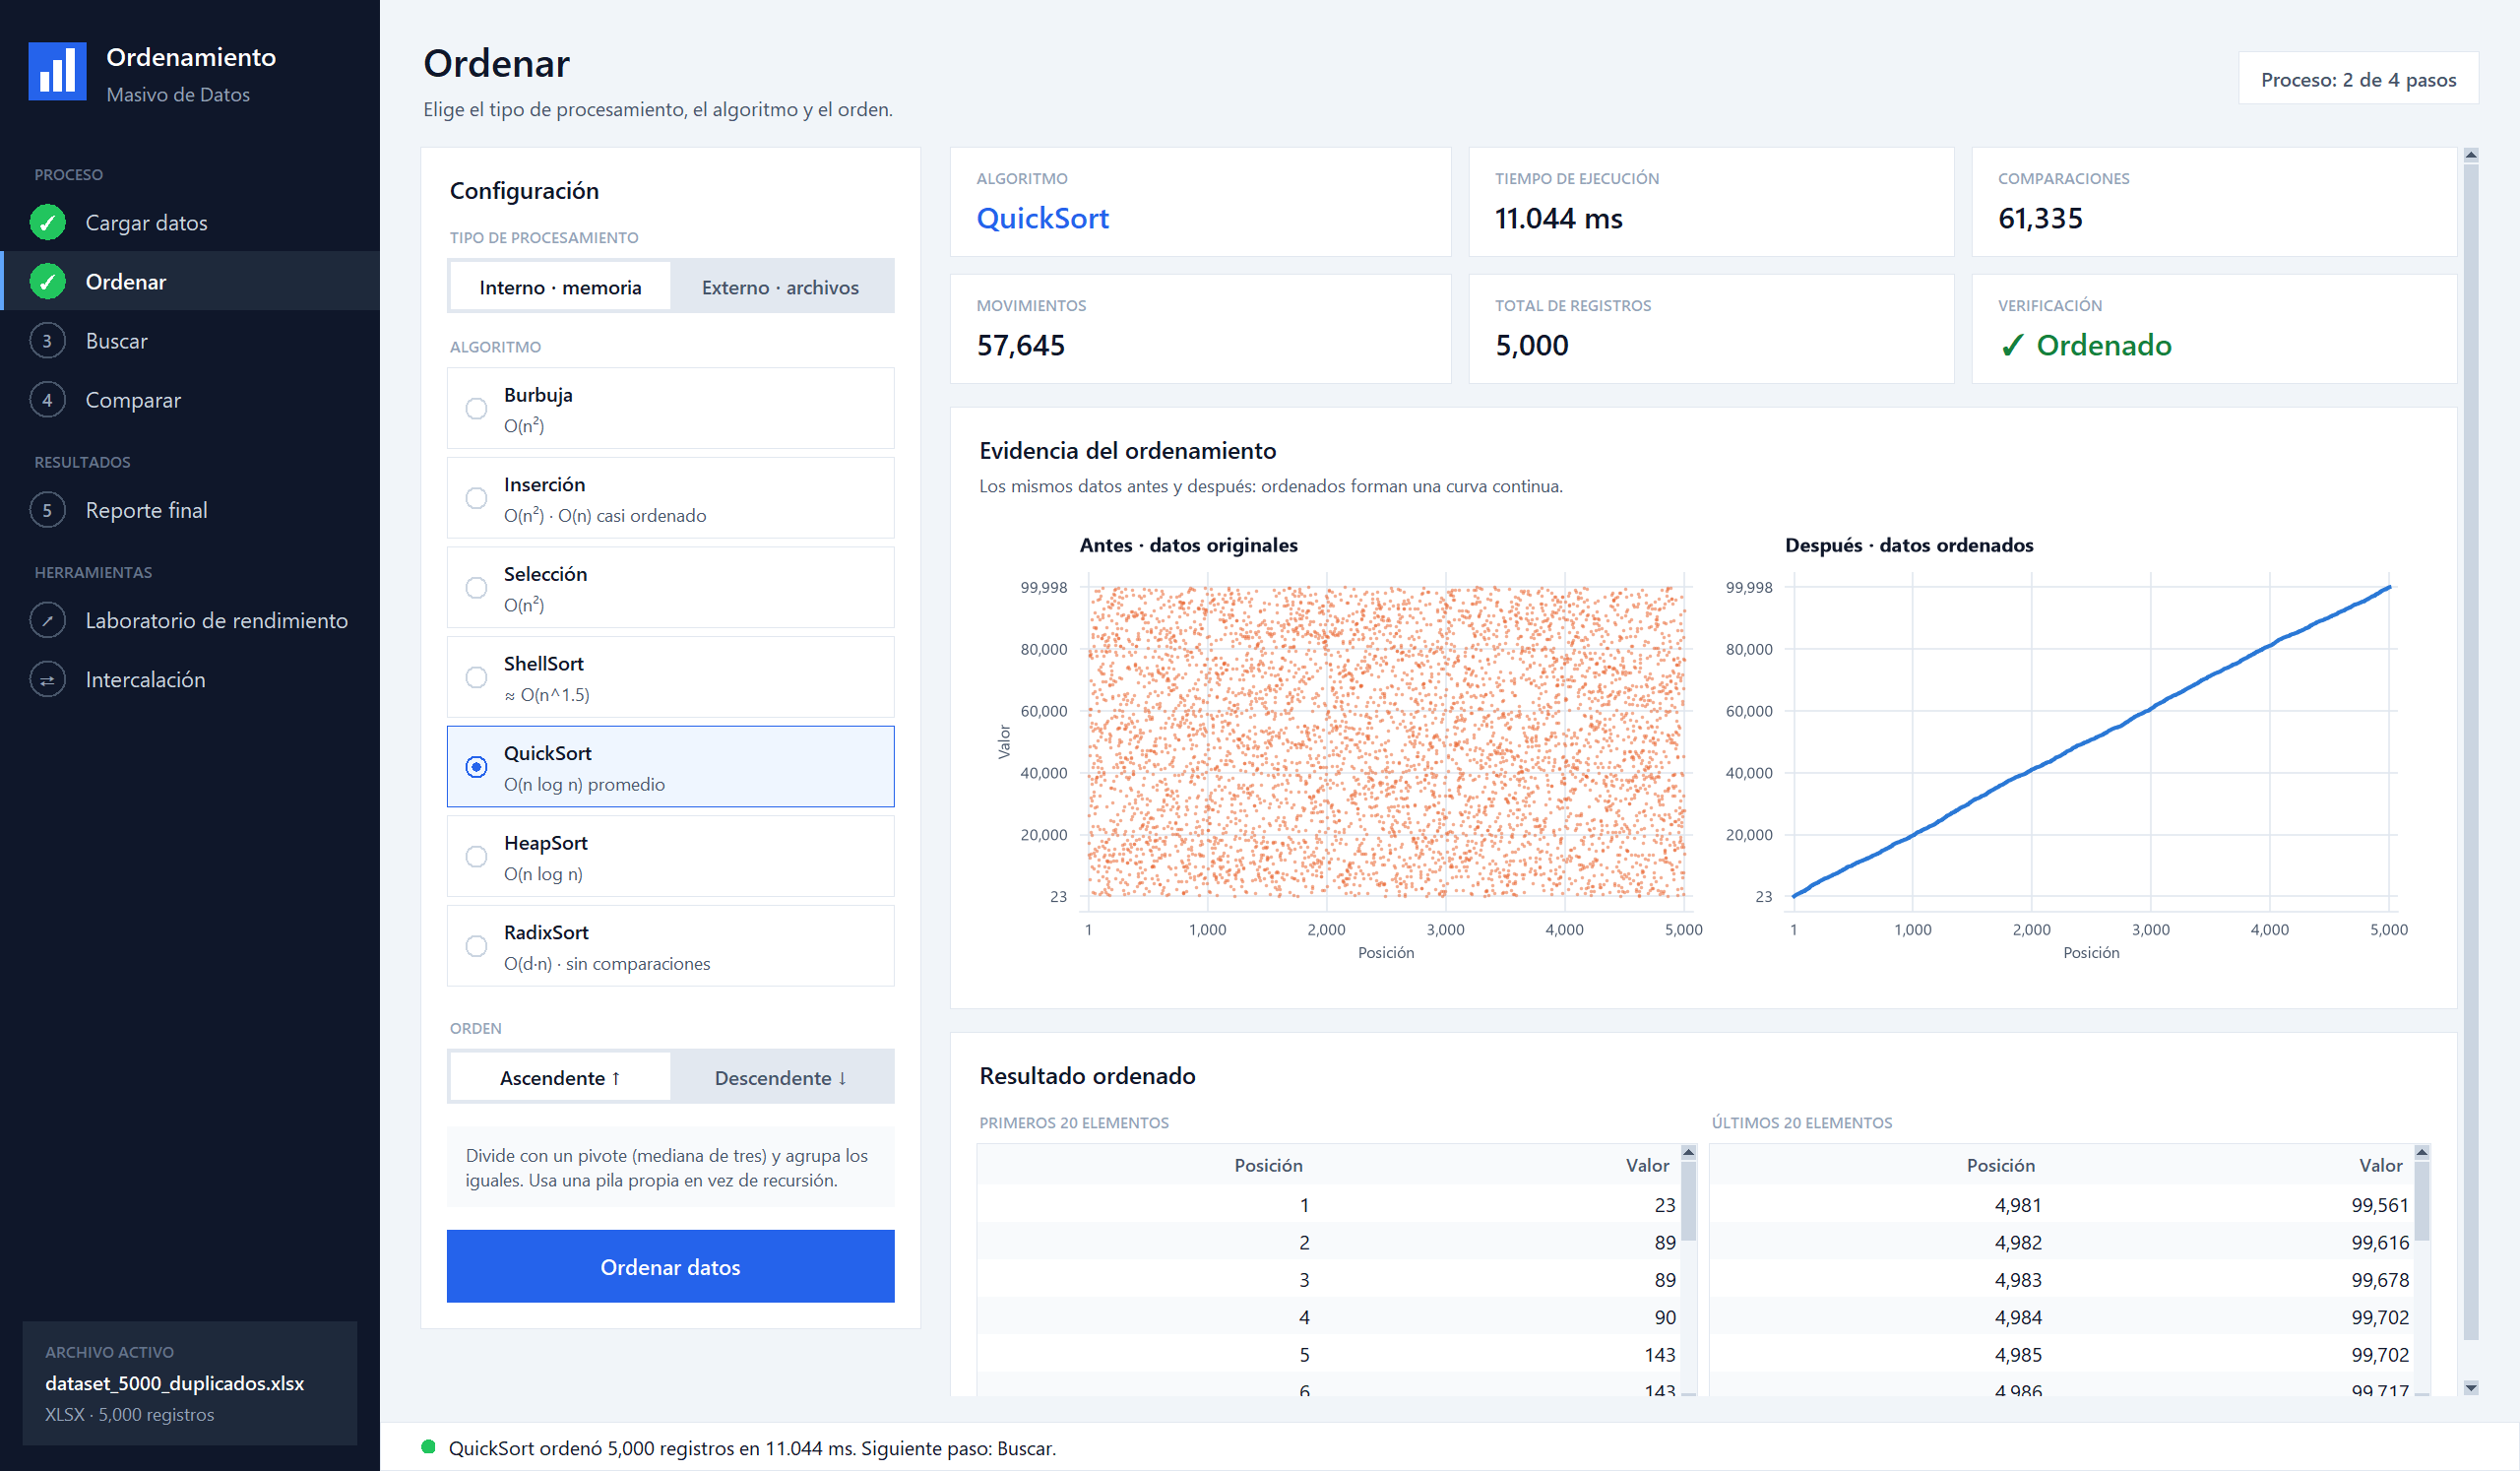 Ordenamiento
Masivo de Datos
PROCESO
✓ Cargar datos
✓ Ordenar
3 Buscar
4 Comparar
RESULTADOS
5 Reporte final
HERRAMIENTAS
Laboratorio de rendimiento
Intercalación
ARCHIVO ACTIVO
dataset_5000_duplicados.xlsx
XLSX · 5,000 registros
Ordenar
Elige el tipo de procesamiento, el algoritmo y el orden.
Proceso: 2 de 4 pasos
Configuración
TIPO DE PROCESAMIENTO
Interno · memoria Externo · archivos
ALGORITMO
Burbuja
O(n²)
Inserción
O(n²) · O(n) casi ordenado
Selección
O(n²)
ShellSort
≈ O(n^1.5)
QuickSort
O(n log n) promedio
HeapSort
O(n log n)
RadixSort
O(d·n) · sin comparaciones
ORDEN
Ascendente ↑ Descendente ↓
Divide con un pivote (mediana de tres) y agrupa los
iguales. Usa una pila propia en vez de recursión.
Ordenar datos
ALGORITMO
QuickSort
TIEMPO DE EJECUCIÓN
11.044 ms
COMPARACIONES
61,335
MOVIMIENTOS
57,645
TOTAL DE REGISTROS
5,000
VERIFICACIÓN
✓ Ordenado
Evidencia del ordenamiento
Los mismos datos antes y después: ordenados forman una curva continua.
Antes · datos originales
99,998
80,000
60,000
40,000
20,000
23
Valor
1 1,000 2,000 3,000 4,000 5,000
Posición
Después · datos ordenados
99,998
80,000
60,000
40,000
20,000
23
1 1,000 2,000 3,000 4,000 5,000
Posición
Resultado ordenado
PRIMEROS 20 ELEMENTOS
Posición Valor
1 23
2 89
3 89
4 90
5 143
6 143
ÚLTIMOS 20 ELEMENTOS
Posición Valor
4,981 99,561
4,982 99,616
4,983 99,678
4,984 99,702
4,985 99,702
4,986 99,717
QuickSort ordenó 5,000 registros en 11.044 ms. Siguiente paso: Buscar.